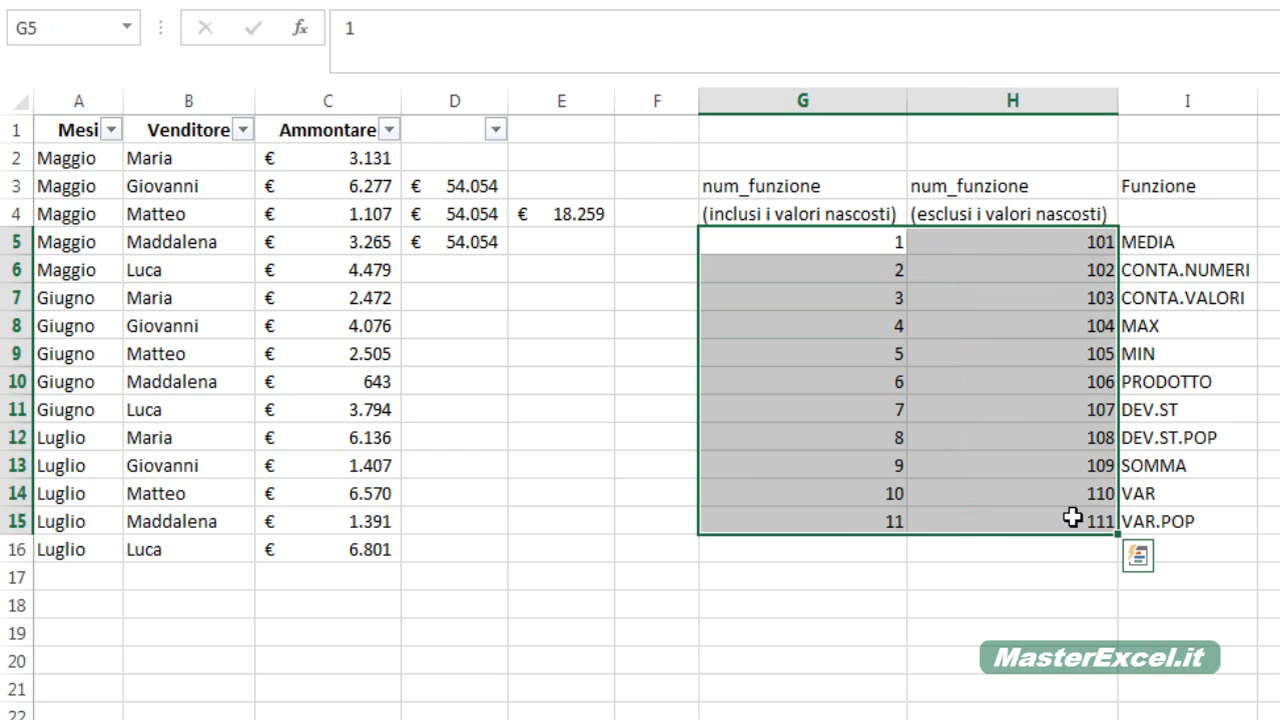 G5 fx 1
A B C D E F G H I
1 Mesi Venditore Ammontare
2 Maggio Maria € 3.131
3 Maggio Giovanni € 6.277 € 54.054 num_funzione num_funzione Funzione
4 Maggio Matteo € 1.107 € 54.054 € 18.259 (inclusi i valori nascosti) (esclusi i valori nascosti)
5 Maggio Maddalena € 3.265 € 54.054 1 101 MEDIA
6 Maggio Luca € 4.479 2 102 CONTA.NUMERI
7 Giugno Maria € 2.472 3 103 CONTA.VALORI
8 Giugno Giovanni € 4.076 4 104 MAX
9 Giugno Matteo € 2.505 5 105 MIN
10 Giugno Maddalena € 643 6 106 PRODOTTO
11 Giugno Luca € 3.794 7 107 DEV.ST
12 Luglio Maria € 6.136 8 108 DEV.ST.POP
13 Luglio Giovanni € 1.407 9 109 SOMMA
14 Luglio Matteo € 6.570 10 110 VAR
15 Luglio Maddalena € 1.391 11 111 VAR.POP
16 Luglio Luca € 6.801
17
18
19
20 MasterExcel.it
21
22